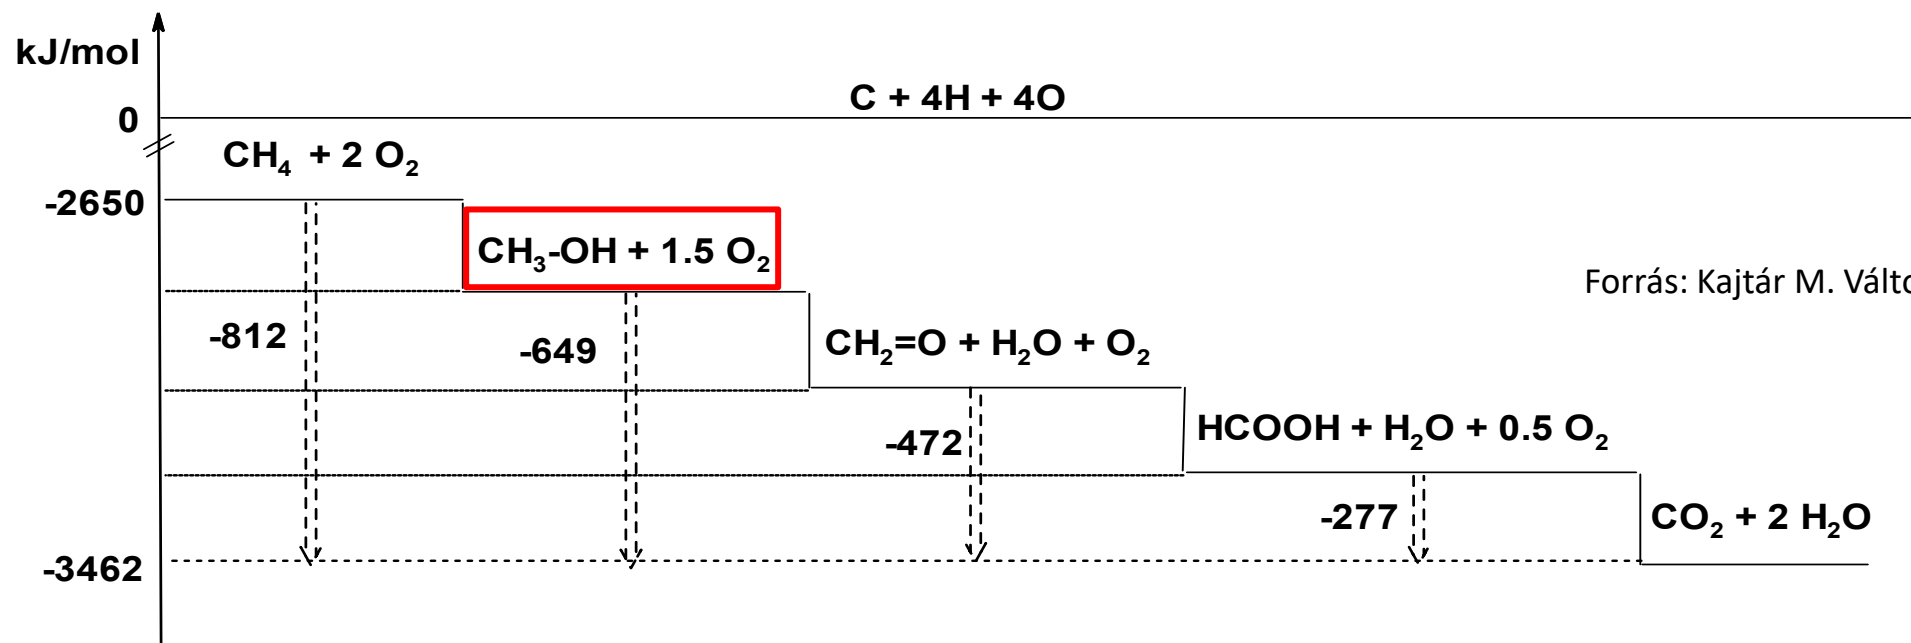 kJ/mol
C + 4H + 4O
0
CH₄ + 2 O₂
-2650
CH₃-OH + 1.5 O₂
Forrás: Kajtár M.
-812
-649
CH₂=O + H₂O + O₂
-472
HCOOH + H₂O + 0.5 O₂
-277
CO₂ + 2 H₂O
-3462